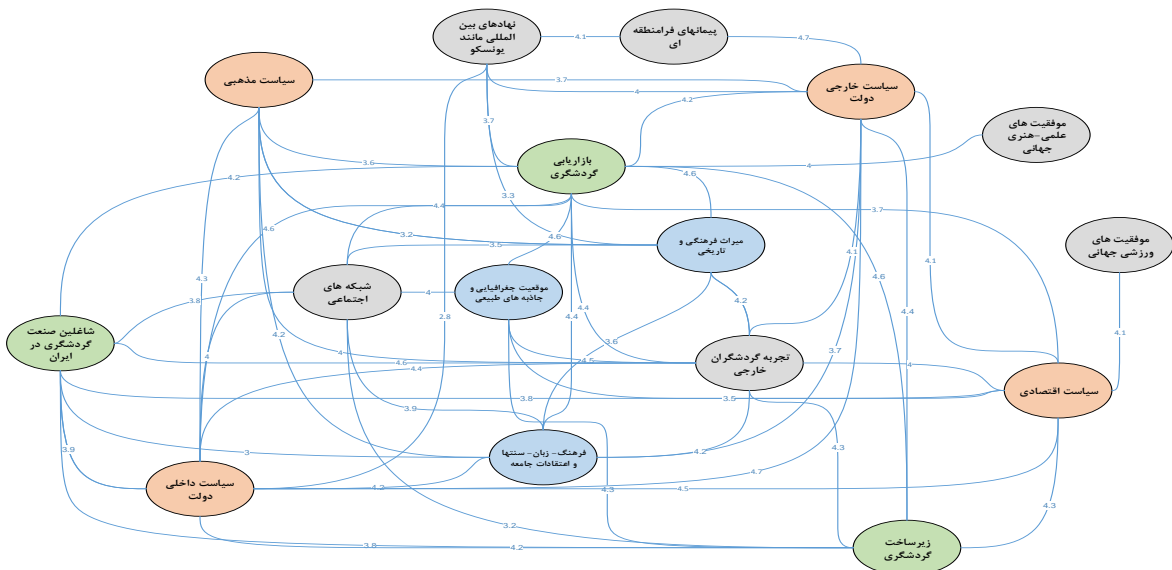 نهادهای بین
المللی مانند
یونسکو
4.1
پیمانهای فرامنطقه
ای
4.7
سیاست مذهبی
3.7
4
سیاست خارجی
دولت
4.2
موفقیت های
علمی-هنری
جهانی
3.7
3.6
بازاریابی
گردشگری
4
4.2
4.6
3.3
4.4
3.7
4.6
3.2
4.6
3.5
میراث فرهنگی و
تاریخی
4.1
4.1
موفقیت های
ورزشی جهانی
4.3
شبکه های
اجتماعی
4
موقعیت جغرافیایی و
جاذبه های طبیعی
4.6
3.8
4.2
4.4
4.2
2.8
4.4
3.6
4.4
4.1
شاغلین صنعت
گردشگری در
ایران
4
4
3.7
4.6
4.4
4.5
تجربه گردشگران
خارجی
4
سیاست اقتصادی
3.8
3.5
3.9
3.9
3
فرهنگ- زبان- سنتها
و اعتقادات جامعه
4.2
4.3
4.7
سیاست داخلی
دولت
4.2
4.3
4.5
4.3
3.2
3.8
4.2
زیرساخت
گردشگری